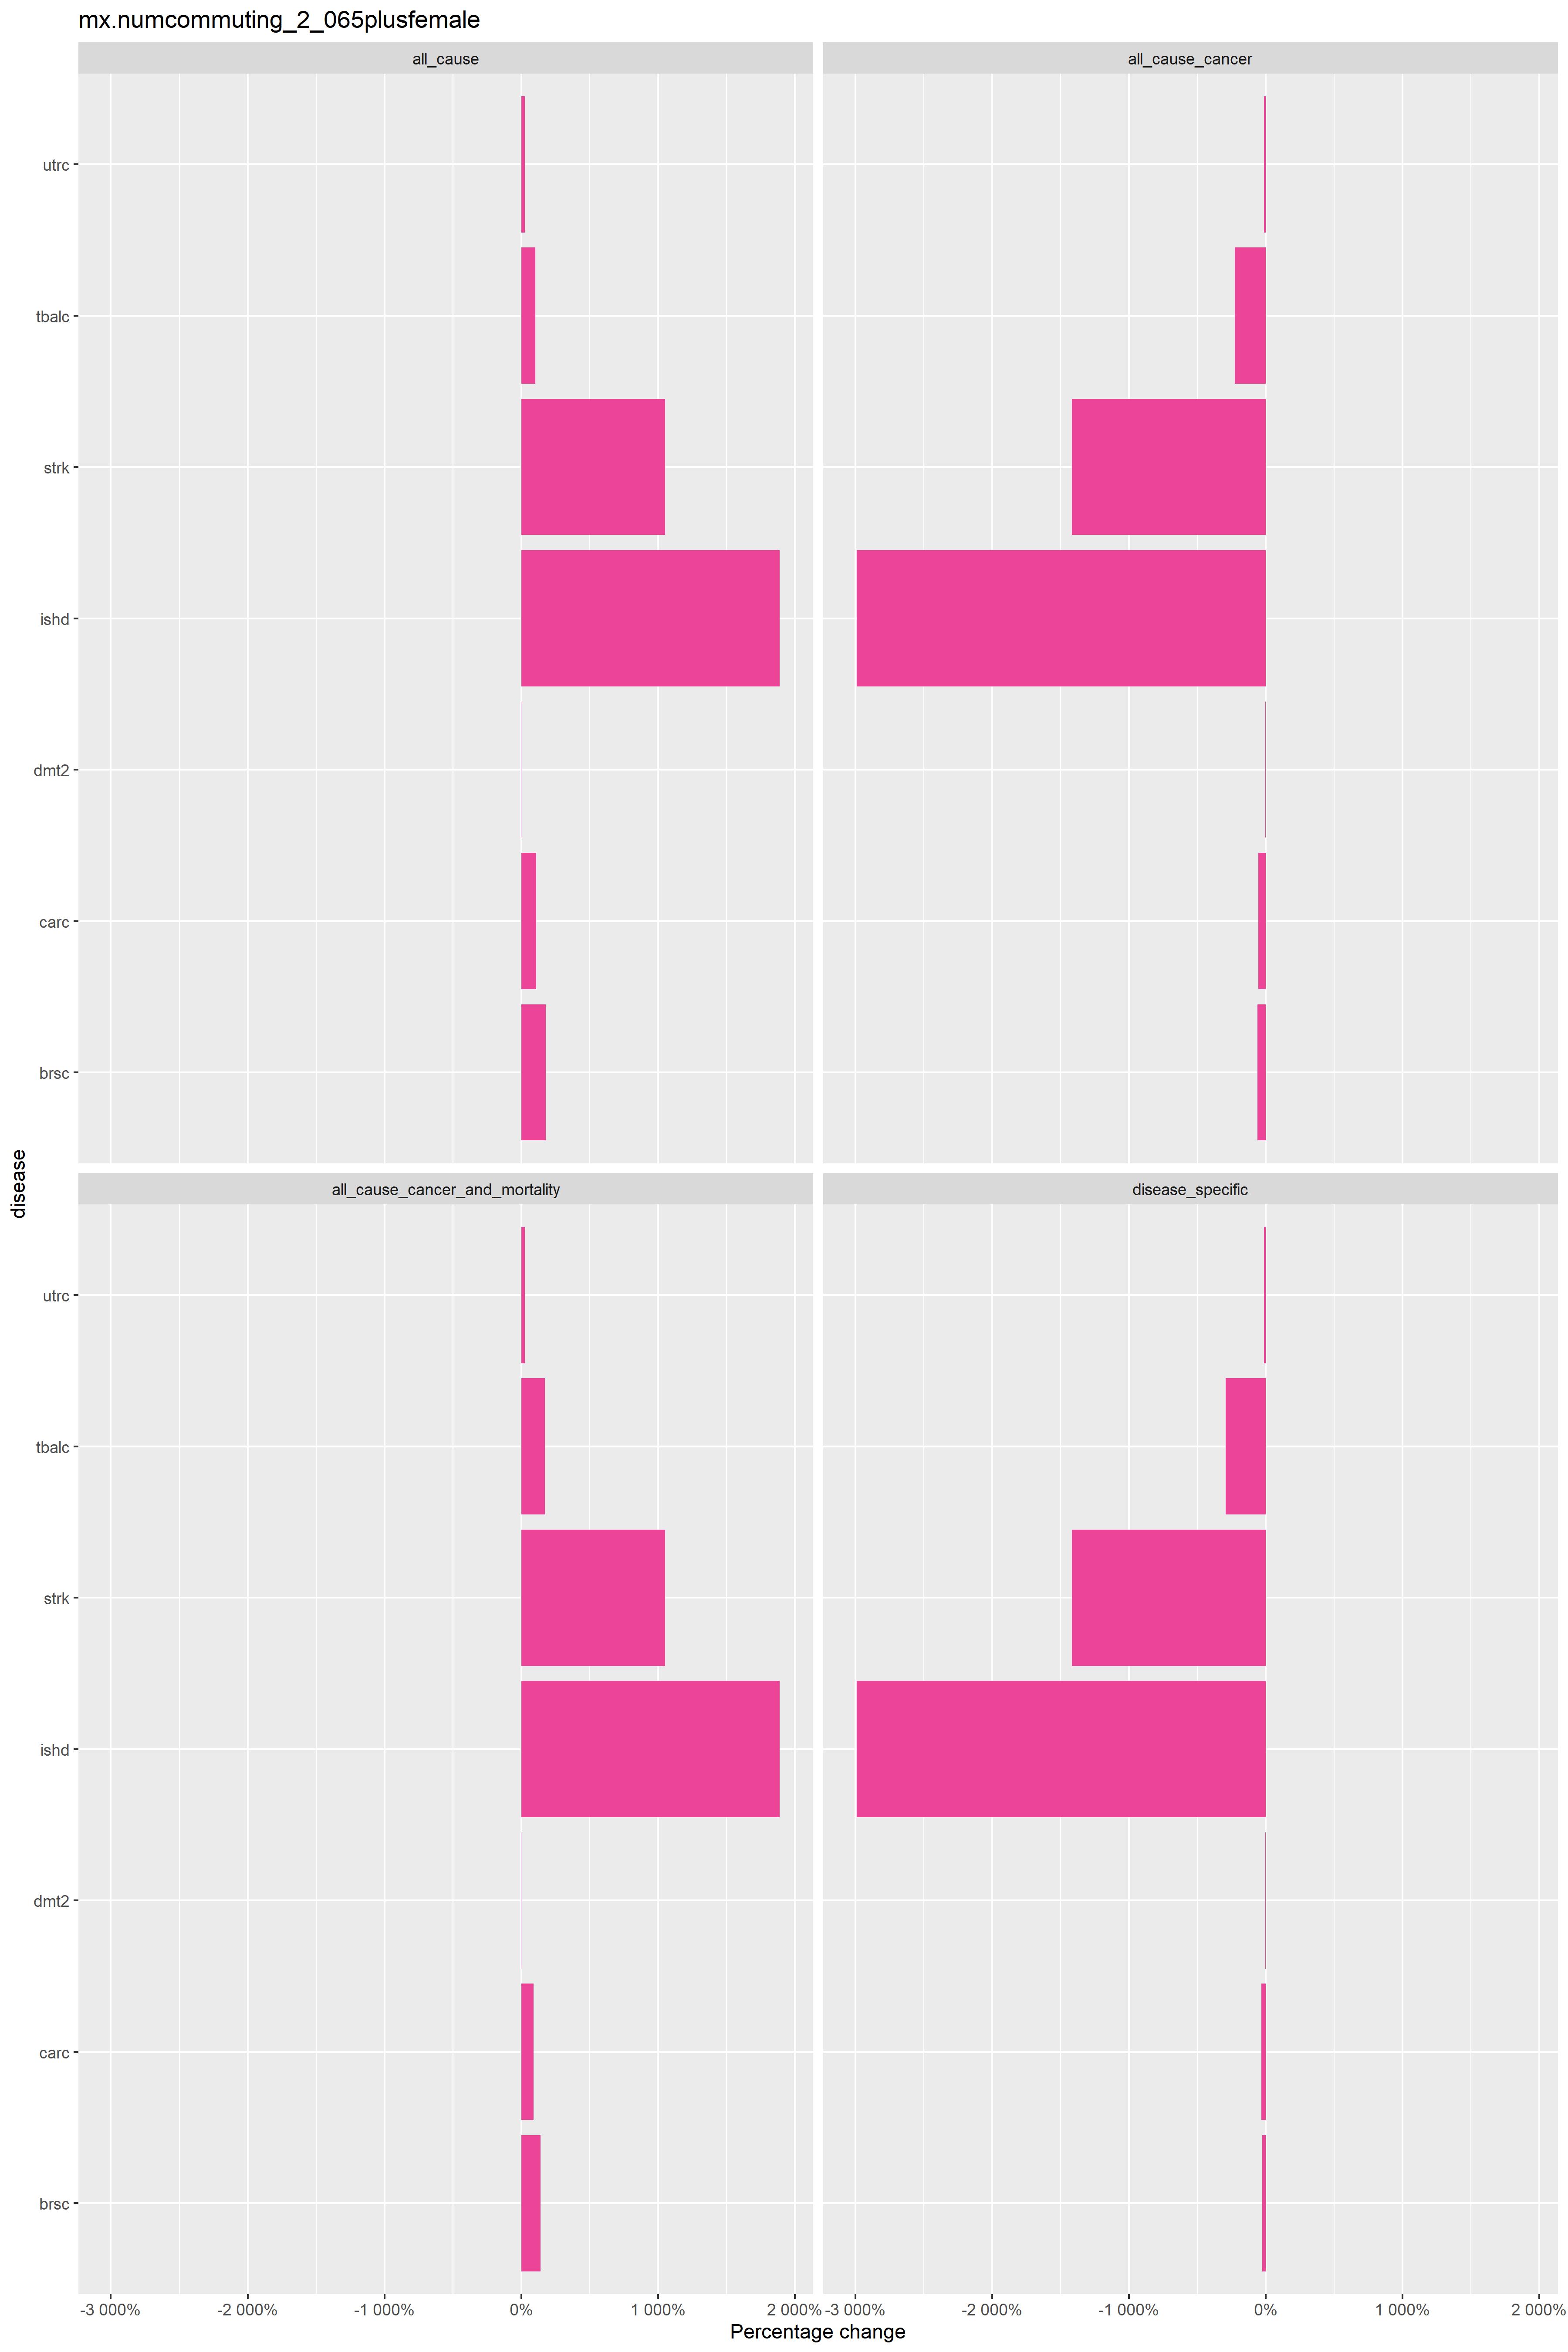 mx.numcommuting_2_065plusfemale
all_cause
all_cause_cancer
utrc
tbalc
strk
ishd
dmt2
carc
brsc
disease
all_cause_cancer_and_mortality
disease_specific
utrc
tbalc
strk
ishd
dmt2
carc
brsc
-3 000% -2 000% -1 000% 0% 1 000% 2 000%
-3 000% -2 000% -1 000% 0% 1 000% 2 000%
Percentage change